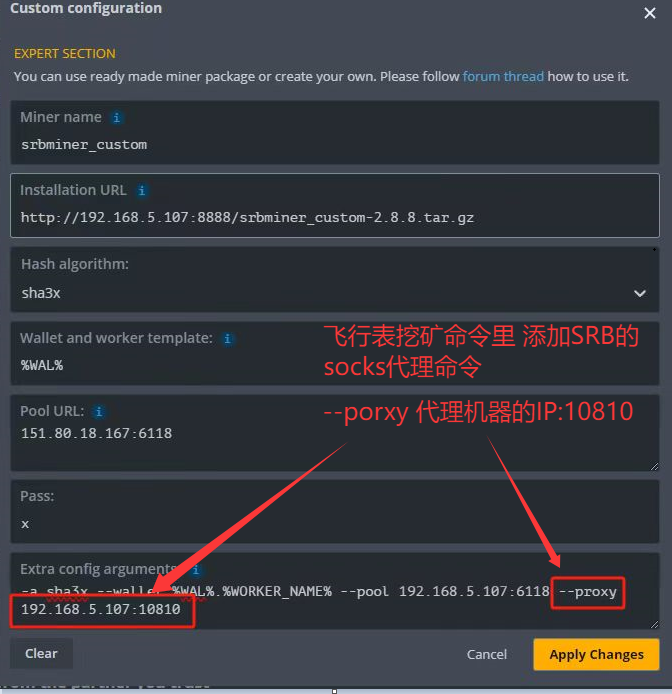 Custom configuration
EXPERT SECTION
You can use ready made miner package or create your own. Please follow forum thread how to use it.
Miner name
srbminer_custom
Installation URL
http://192.168.5.107:8888/srbminer_custom-2.8.8.tar.gz
Hash algorithm:
sha3x
Wallet and worker template:
%WAL%
飞行表挖矿命令里 添加SRB的
socks代理命令
--porxy 代理机器的IP:10810
Pool URL:
151.80.18.167:6118
Pass:
x
Extra config arguments
-a sha3x --wallet %WAL%.%WORKER_NAME% --pool 192.168.5.107:6118 --proxy
192.168.5.107:10810
Clear
Cancel
Apply Changes